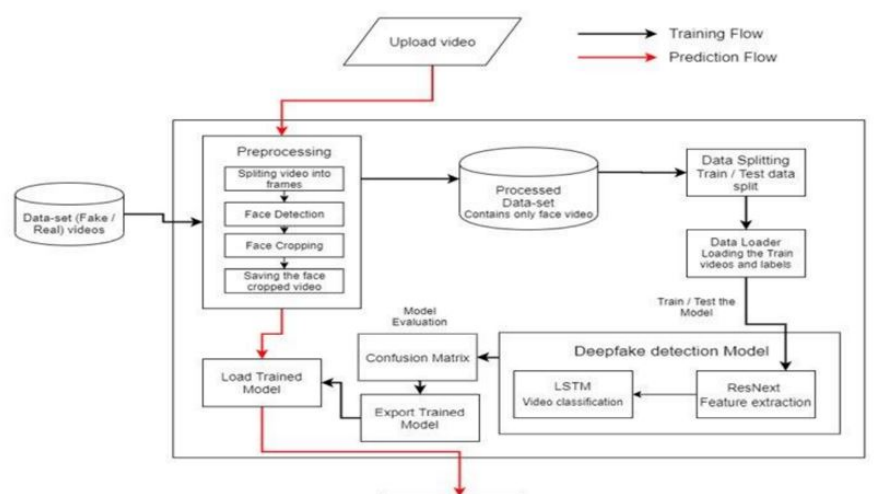 Upload video
Training Flow
Prediction Flow
Preprocessing
Spliting video into
frames
Face Detection
Face Cropping
Saving the face
cropped video
Data-set (Fake /
Real) videos
Processed
Data-set
Contains only face video
Data Splitting
Train / Test data
split
Data Loader
Loading the Train
videos and labels
Train / Test the
Model
Model
Evaluation
Confusion Matrix
Export Trained
Model
Load Trained
Model
Deepfake detection Model
LSTM
Video classification
ResNext
Feature extraction